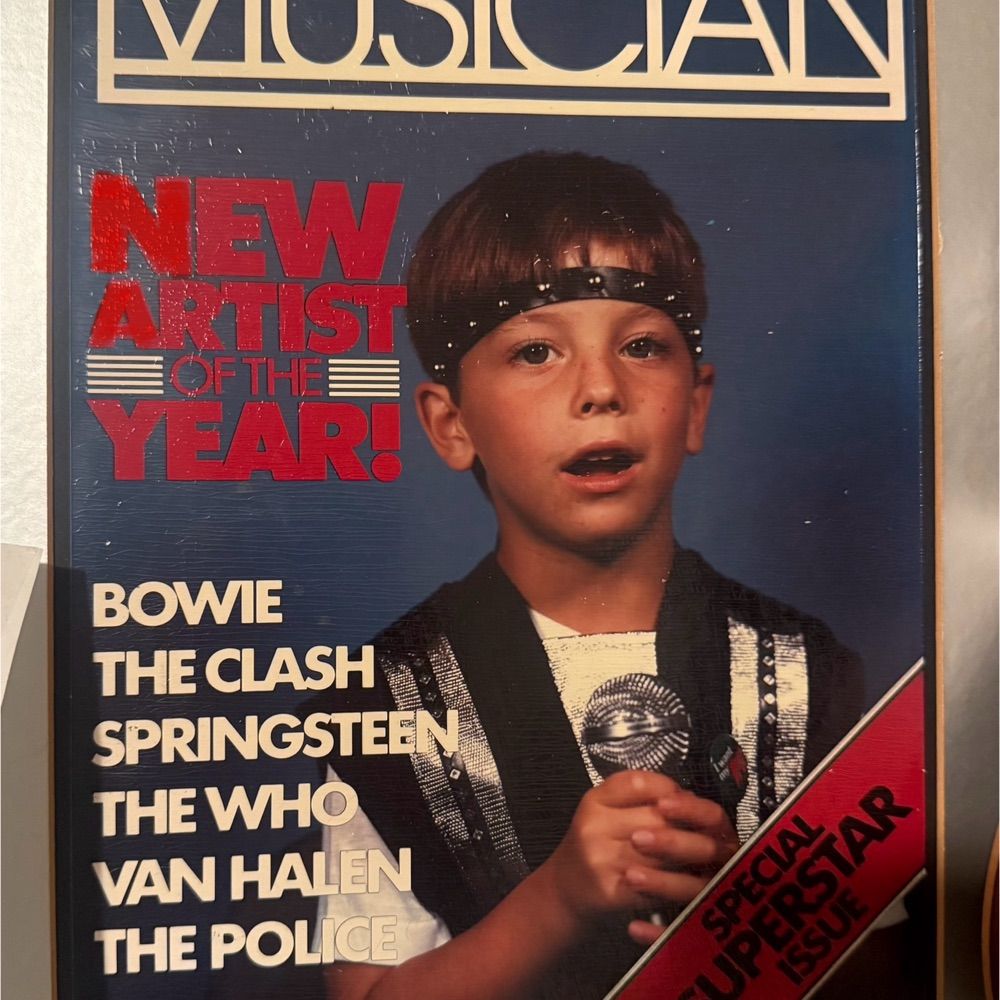 MUSICIAN
NEW
ARTIST
OF THE
YEAR!
BOWIE
THE CLASH
SPRINGSTEEN
THE WHO
VAN HALEN
THE POLICE
SPECIAL
SUPERSTAR
ISSUE